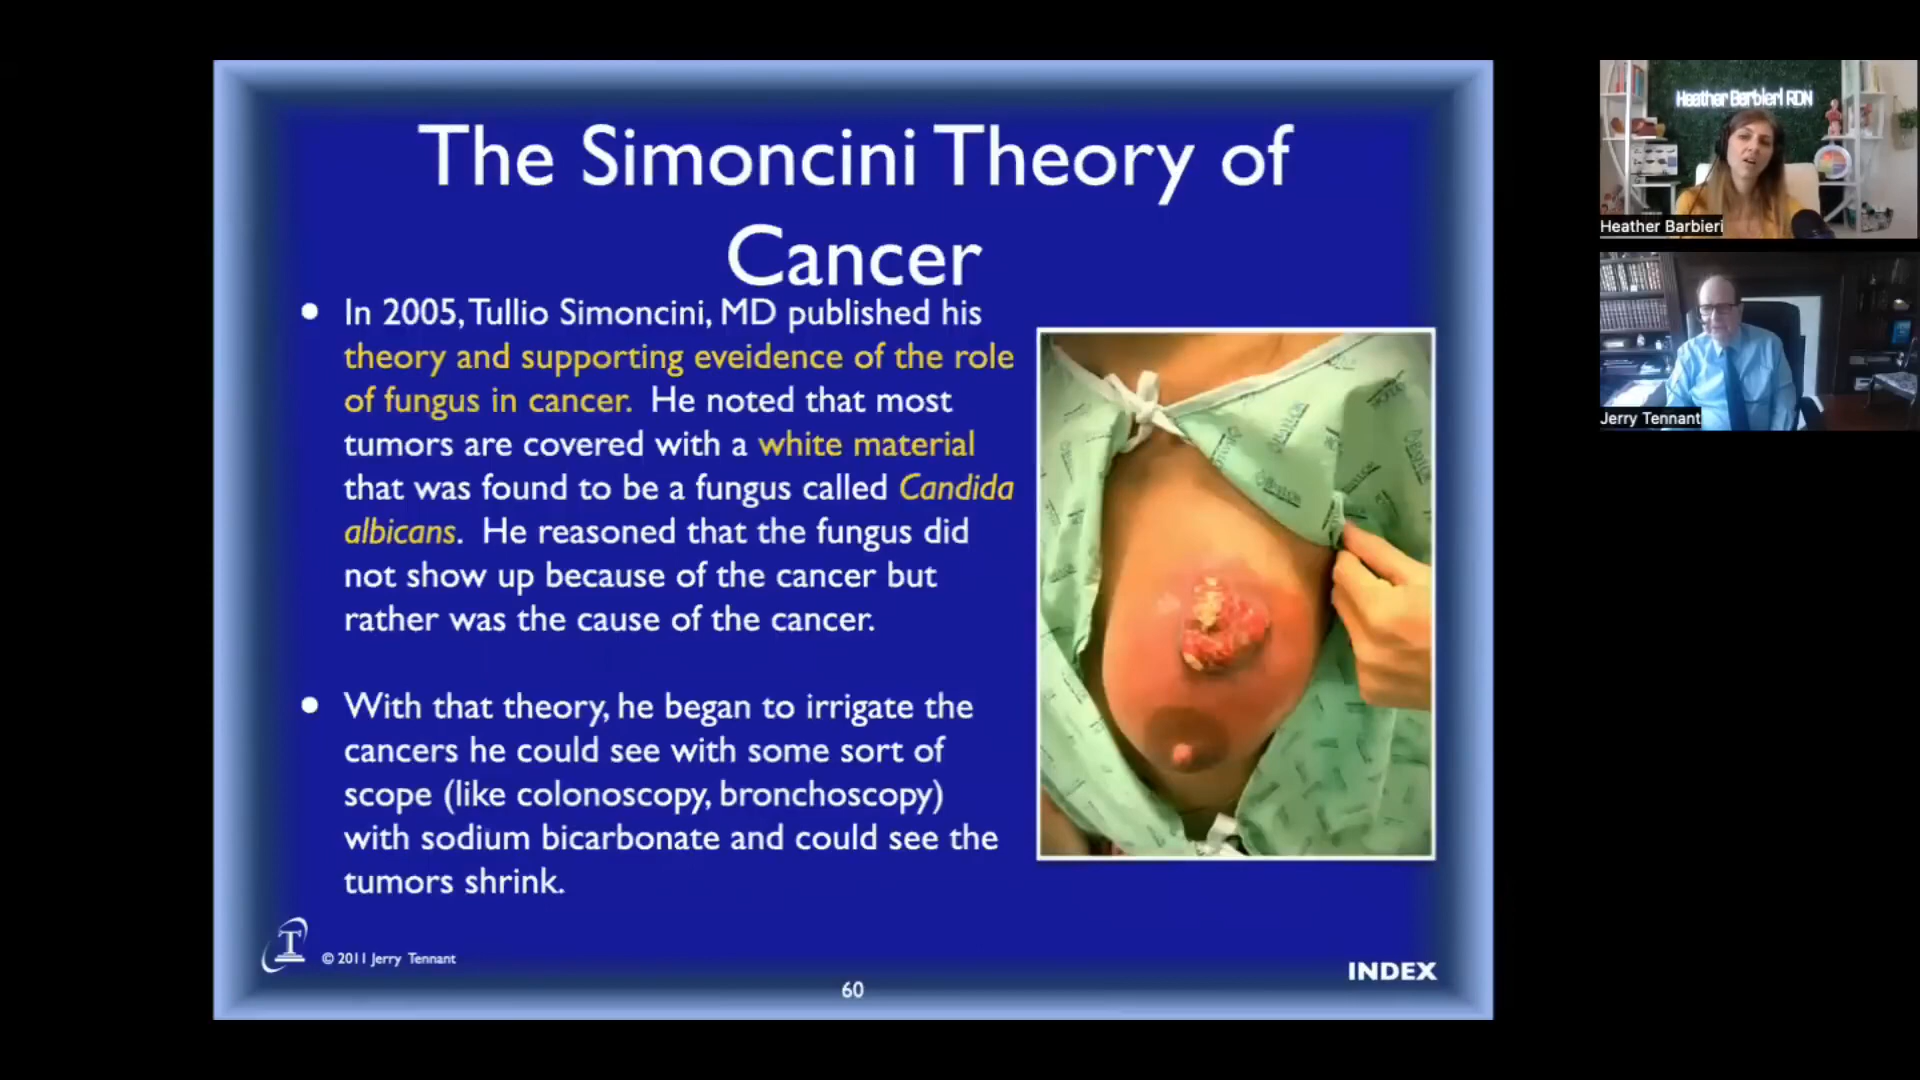 The Simoncini Theory of
Cancer
• In 2005, Tullio Simoncini, MD published his
theory and supporting eveidence of the role
of fungus in cancer. He noted that most
tumors are covered with a white material
that was found to be a fungus called Candida
albicans. He reasoned that the fungus did
not show up because of the cancer but
rather was the cause of the cancer.
• With that theory, he began to irrigate the
cancers he could see with some sort of
scope (like colonoscopy, bronchoscopy)
with sodium bicarbonate and could see the
tumors shrink.
T
© 2011 Jerry Tennant
60
INDEX
Heather Barbieri RDN
Heather Barbieri
Jerry Tennant